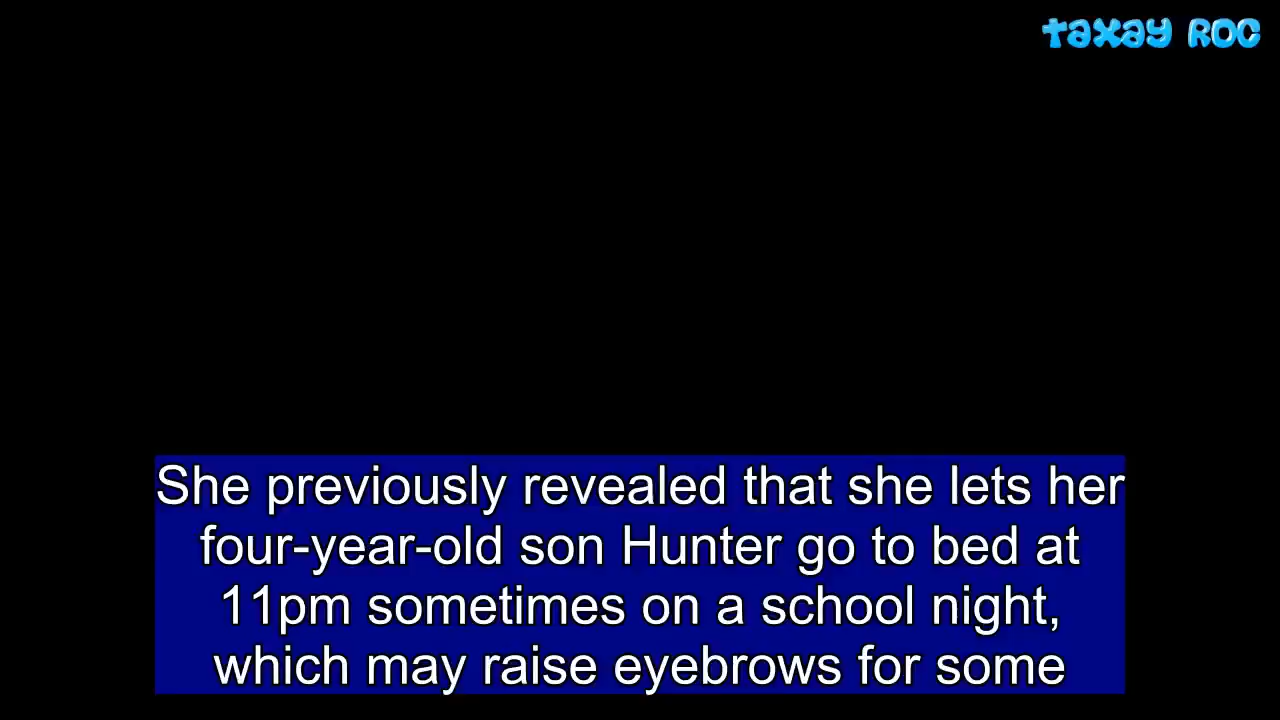 taxay Roc
She previously revealed that she lets her
four-year-old son Hunter go to bed at
11pm sometimes on a school night,
which may raise eyebrows for some